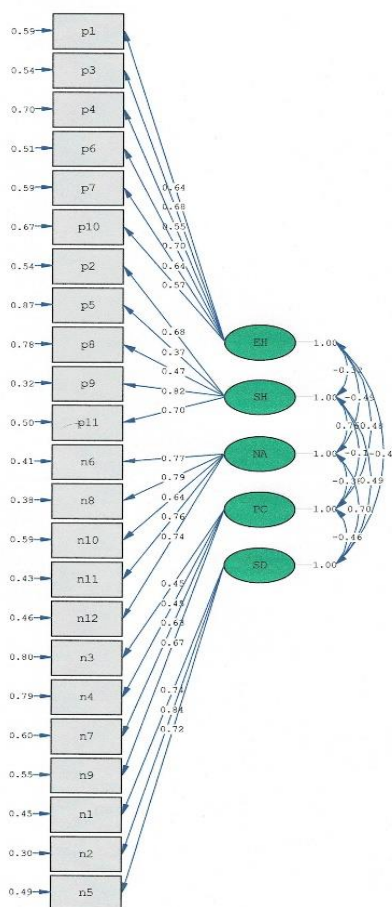 0.59 p1
0.54 p3
0.70 p4
0.51 p6
0.59 p7
0.64
0.68
0.55
0.67 p10
0.70
0.64
0.54 p2
0.57
0.87 p5
0.68
0.78 p8
0.37
EH 1.00
0.47
0.32 p9
0.82
SH 1.00
0.50 p11
0.70
0.41 n6
0.77
NA 1.00
0.38 n8
0.79
0.64
0.59 n10
0.76
1.00
0.70
0.74
-0.46
0.43 n11
SD 1.00
0.46 n12
0.45
0.63
0.80 n3
0.67
0.79 n4
0.60 n7
0.72
0.55 n9
0.45 n1
0.30 n2
0.49 n5